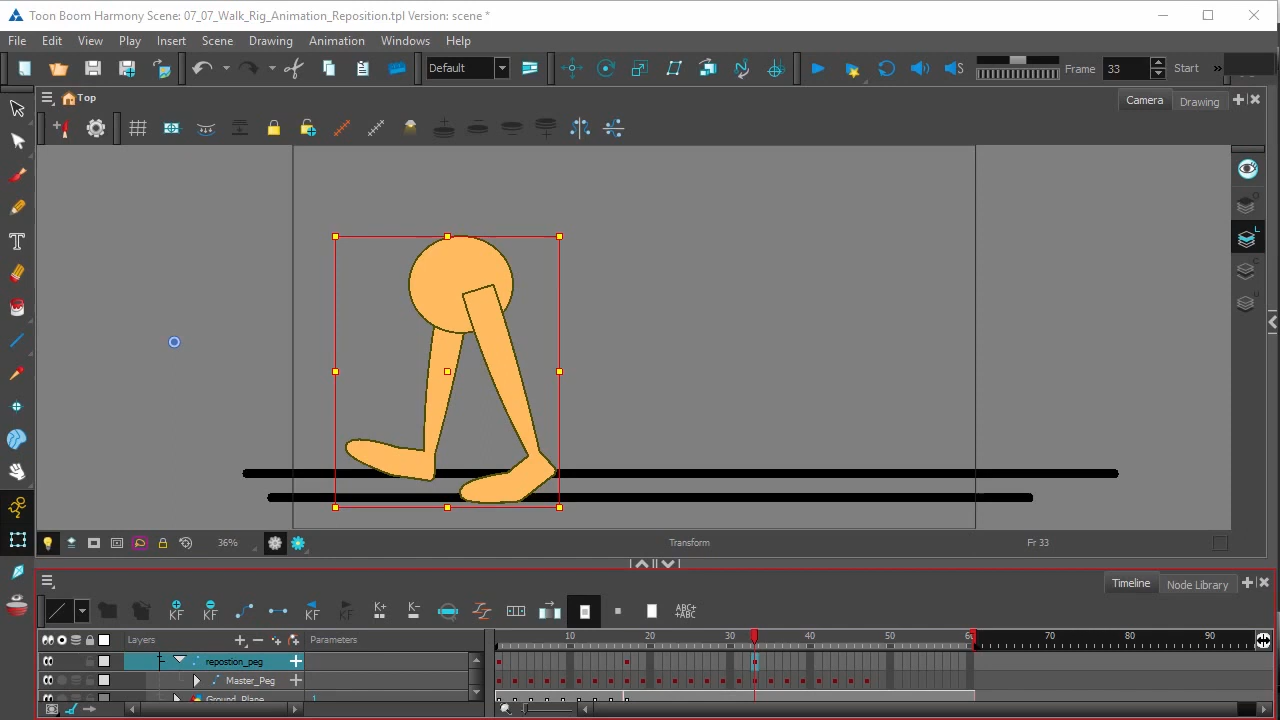 Toon Boom Harmony Scene: 07_07_Walk_Rig_Animation_Reposition.tpl Version: scene *
File Edit View Play Insert Scene Drawing Animation Windows Help
Default Frame 33 Start »
Top Camera Drawing
36% Transform Fr 33
Timeline Node Library
KF KF KF KF K+ K- ABC+ +ABC
Layers Parameters 10 20 30 40 50 60 70 80 90
repostion_peg
Master_Peg
Ground_Plane 1